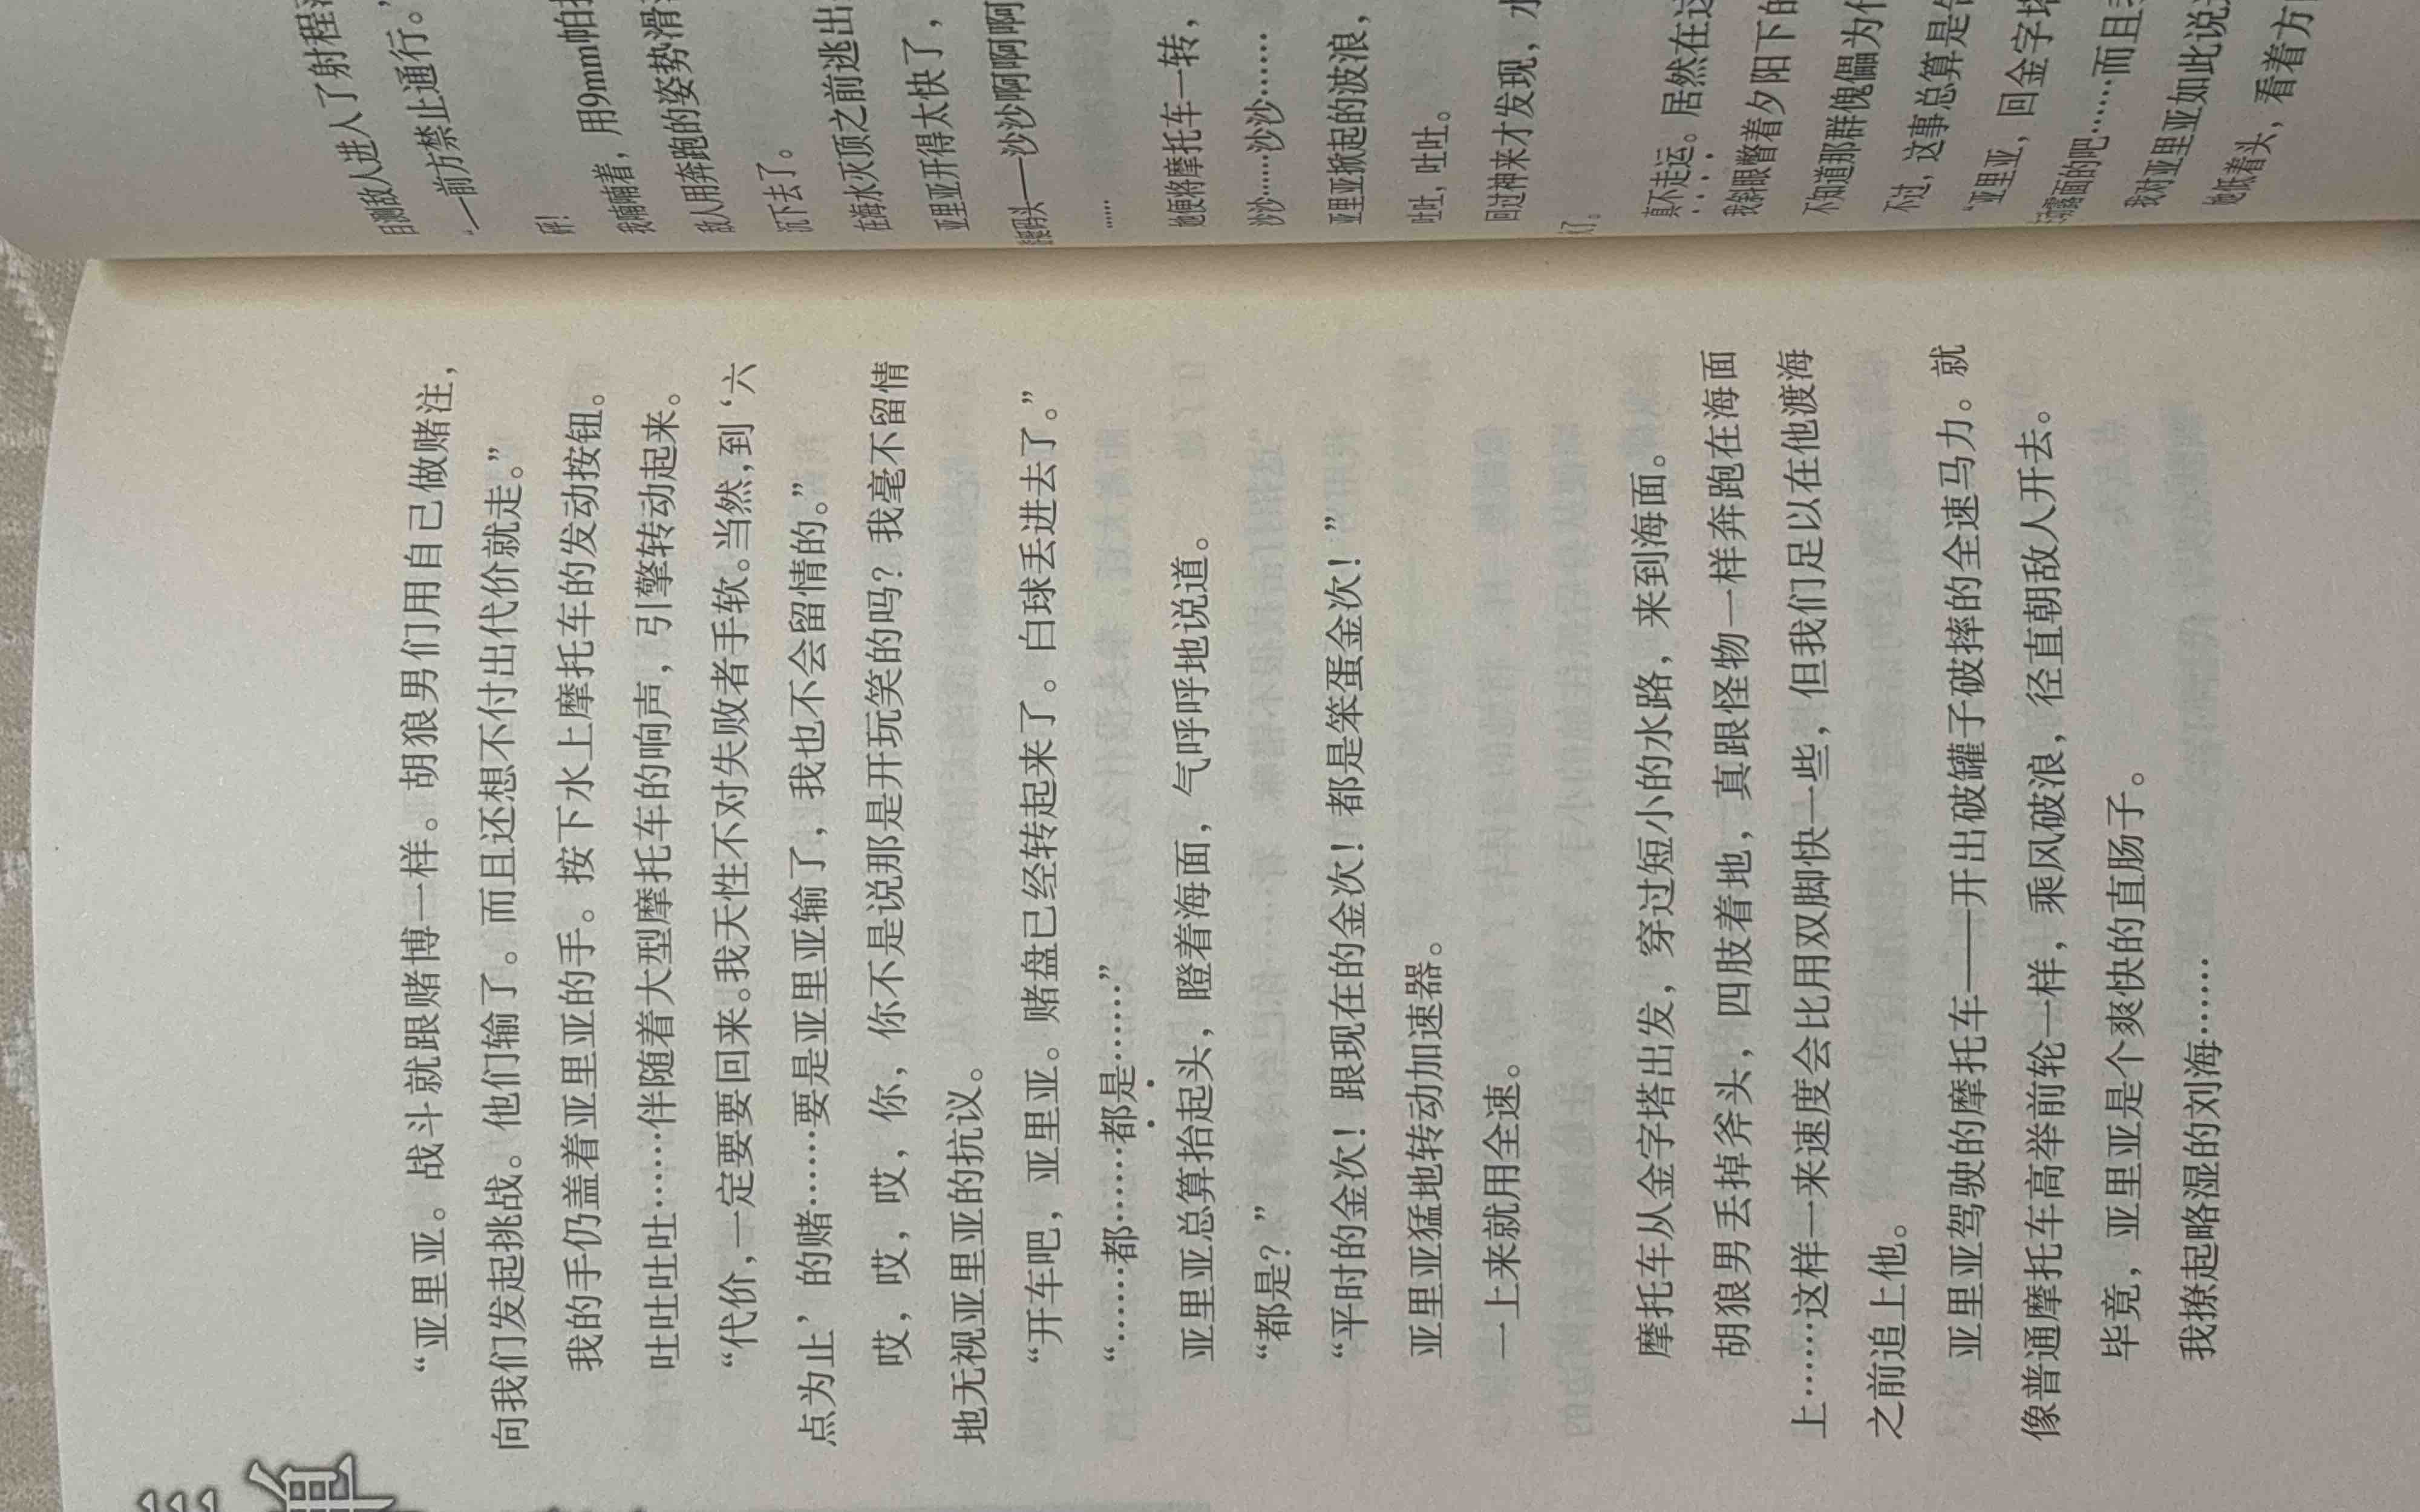 弹
“亚里亚。战斗就跟赌博一样。胡狼男们用自己做赌注，
向我们发起挑战。他们输了。而且还想不付出代价就走。”
我的手仍盖着亚里亚的手。按下水上摩托车的发动按钮。
吐吐吐吐……伴随着大型摩托车的响声，引擎转动起来。
“代价，一定要要回来。我天性不对失败者手软。当然，到‘六
点为止’的赌……要是亚里亚输了，我也不会留情的。”
哎，哎，哎，你，你不是说那是开玩笑的吗？我毫不留情
地无视亚里亚的抗议。
“开车吧，亚里亚。赌盘已经转起来了。白球丢进去了。”
“……都……都是……”
亚里亚总算抬起头，瞪着海面，气呼呼地说道。
“都是？”
“平时的金次！跟现在的金次！都是笨蛋金次！”
亚里亚猛地转动加速器。
一上来就用全速。
摩托车从金字塔出发，穿过短小的水路，来到海面。
胡狼男丢掉斧头，四肢着地，真跟怪物一样奔跑在海面
上……这样一来速度会比用双脚快一些，但我们足以在他渡海
之前追上他。
亚里亚驾驶的摩托车——开出破罐子破摔的全速马力。就
像普通摩托车高举前轮一样，乘风破浪，径直朝敌人开去。
毕竟，亚里亚是个爽快的直肠子。
我撩起略湿的刘海……
目测敌人进入了射程
“—前方禁止通行。”
砰！
我喃喃着，用9mm帕
敌人用奔跑的姿势滑
沉下去了。
在海水灭顶之前逃出
亚里亚开得太快了，
码头——沙沙啊啊啊
……
她便将摩托车一转，
沙沙……沙沙……
亚里亚掀起的波浪，
吐吐，吐吐。
回过神来才发现，水
了。
真不走运。居然在这
我斜眼瞥着夕阳下的
不知道那群傀儡为什
不过，这事总算是告
“亚里亚，回金字塔
动露面的吧……而且我
我对亚里亚如此说
她低着头，看着方